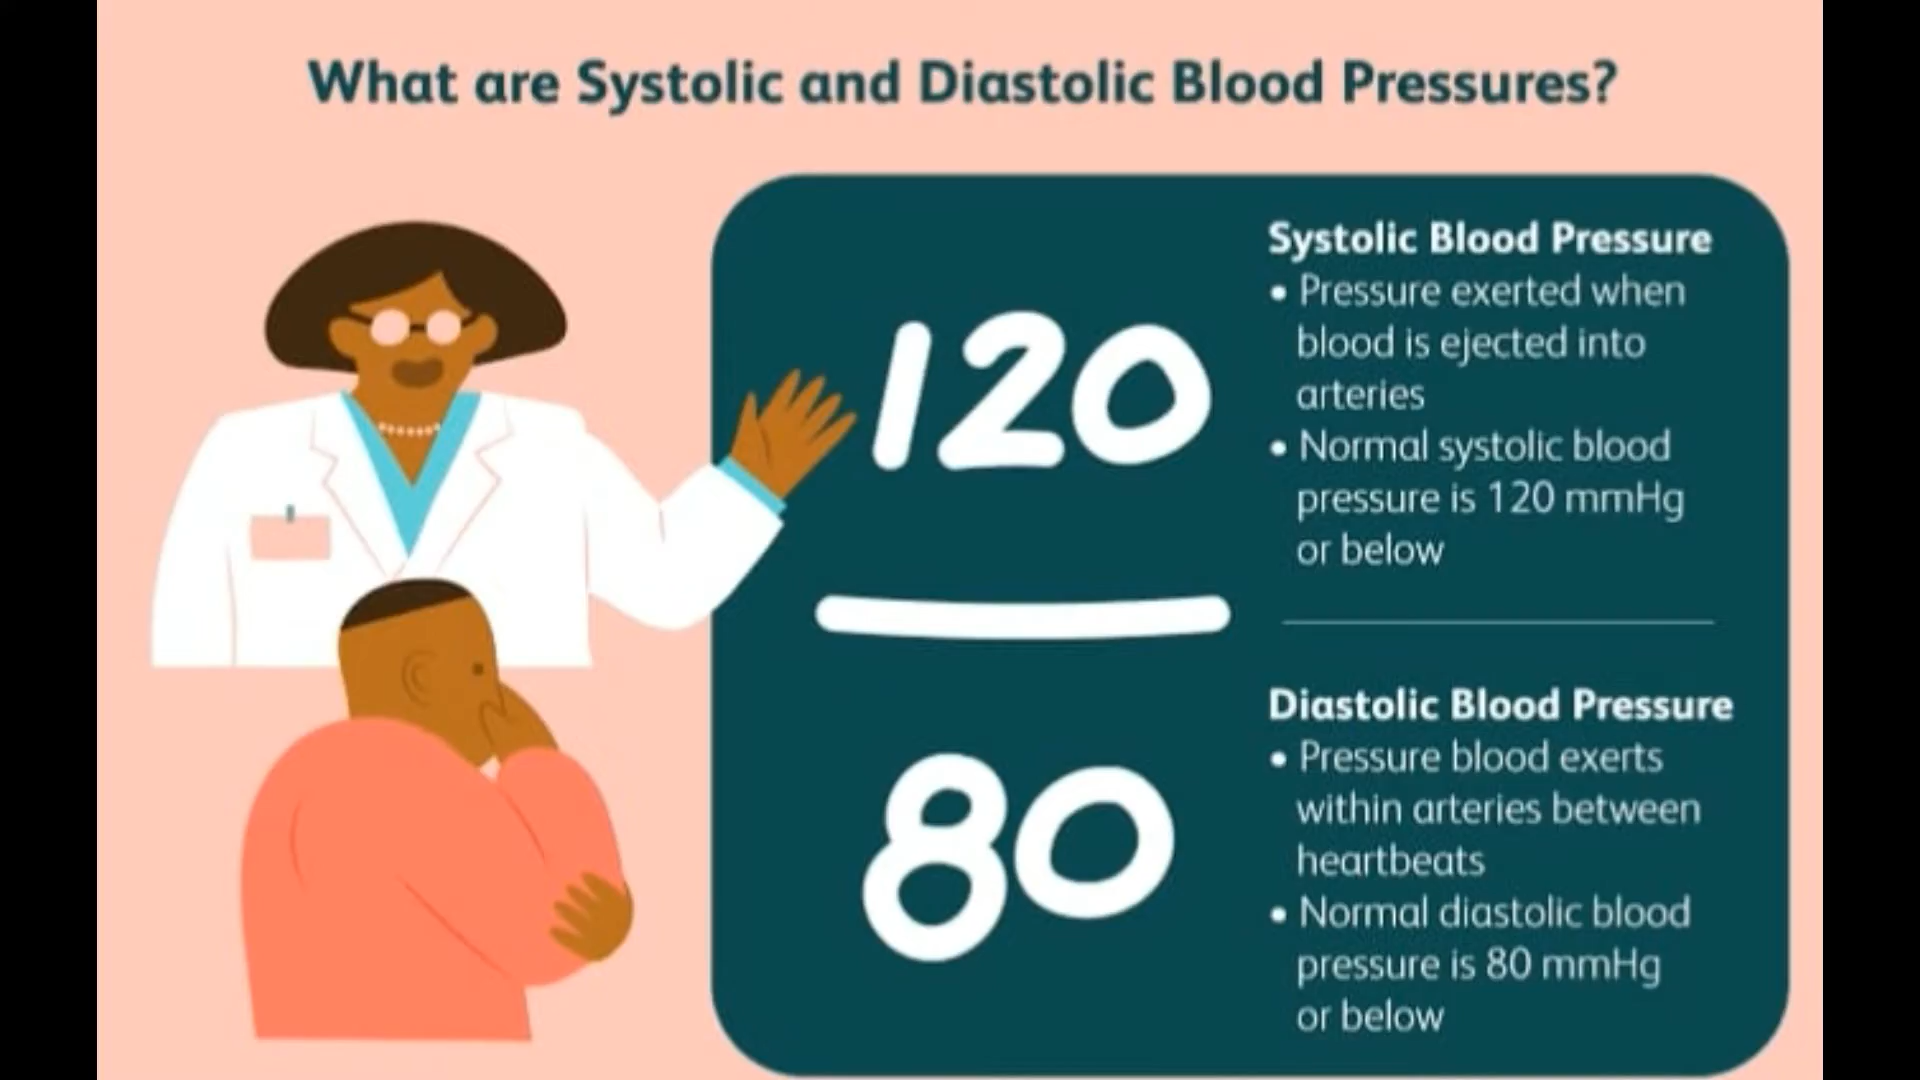 What are Systolic and Diastolic Blood Pressures?
120
80
Systolic Blood Pressure
• Pressure exerted when
blood is ejected into
arteries
• Normal systolic blood
pressure is 120 mmHg
or below
Diastolic Blood Pressure
• Pressure blood exerts
within arteries between
heartbeats
• Normal diastolic blood
pressure is 80 mmHg
or below